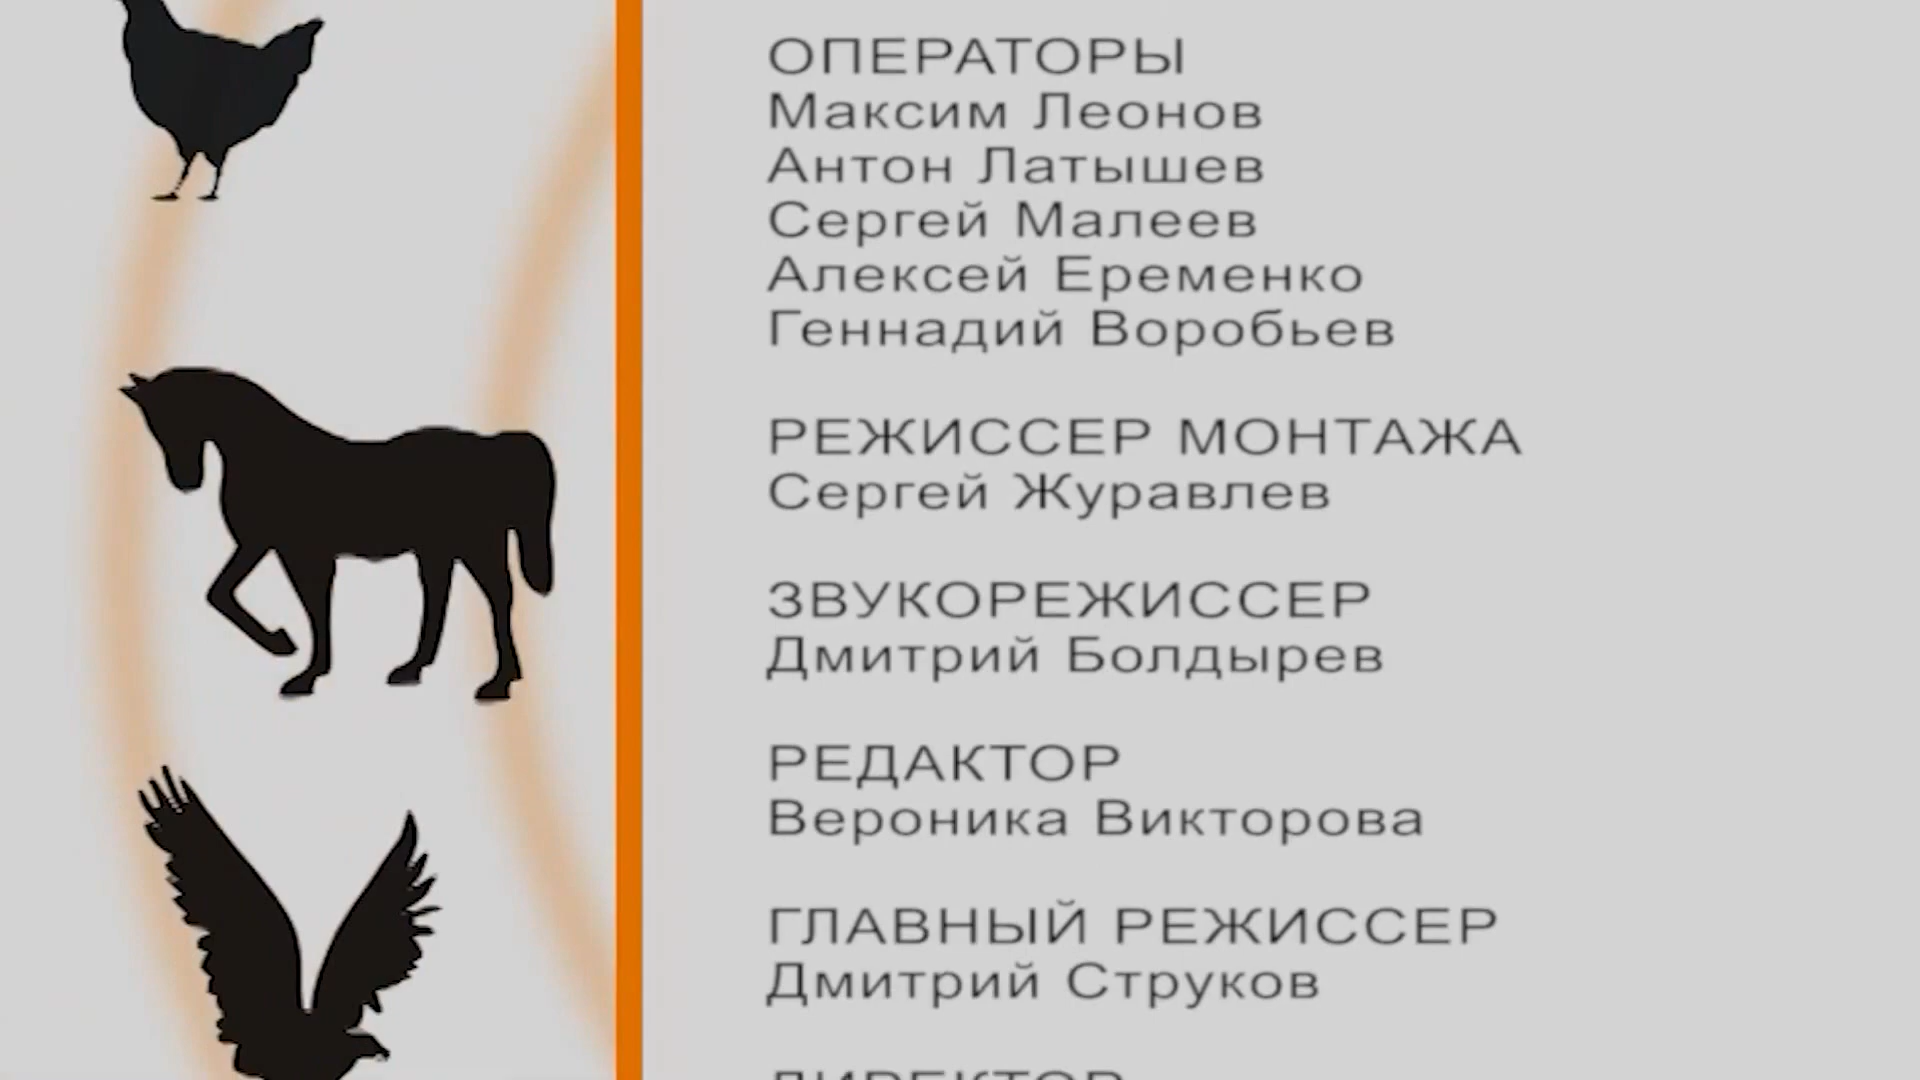 ОПЕРАТОРЫ
Максим Леонов
Антон Латышев
Сергей Малеев
Алексей Еременко
Геннадий Воробьев
РЕЖИССЕР МОНТАЖА
Сергей Журавлев
ЗВУКОРЕЖИССЕР
Дмитрий Болдырев
РЕДАКТОР
Вероника Викторова
ГЛАВНЫЙ РЕЖИССЕР
Дмитрий Струков
ДИРЕКТОР